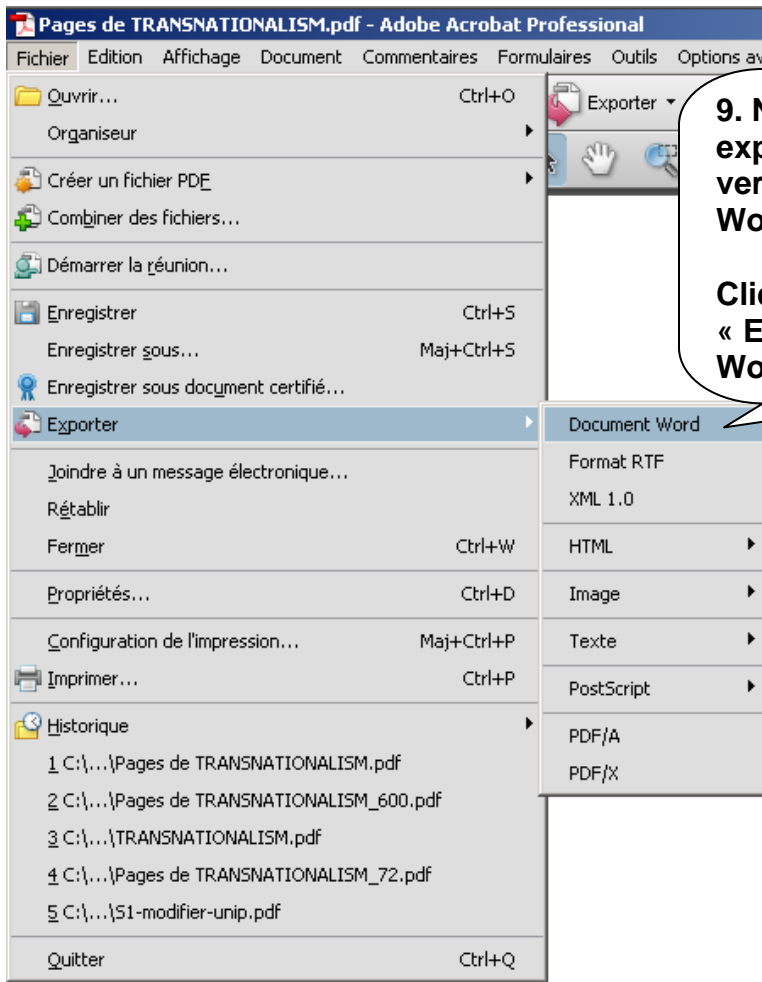 Pages de TRANSNATIONALISM.pdf - Adobe Acrobat Professional
Fichier Edition Affichage Document Commentaires Formulaires Outils Options av
Ouvrir... Ctrl+O
Organiseur
Créer un fichier PDF
Combiner des fichiers...
Démarrer la réunion...
Enregistrer Ctrl+S
Enregistrer sous... Maj+Ctrl+S
Enregistrer sous document certifié...
Exporter
Joindre à un message électronique...
Rétablir
Fermer Ctrl+W
Propriétés... Ctrl+D
Configuration de l'impression... Maj+Ctrl+P
Imprimer... Ctrl+P
Historique
1 C:\...\Pages de TRANSNATIONALISM.pdf
2 C:\...\Pages de TRANSNATIONALISM_600.pdf
3 C:\...\TRANSNATIONALISM.pdf
4 C:\...\Pages de TRANSNATIONALISM_72.pdf
5 C:\...\S1-modifier-unip.pdf
Quitter Ctrl+Q
Exporter
9. N
exp
ver
Wo
Clic
« E
Wo
Document Word
Format RTF
XML 1.0
HTML
Image
Texte
PostScript
PDF/A
PDF/X